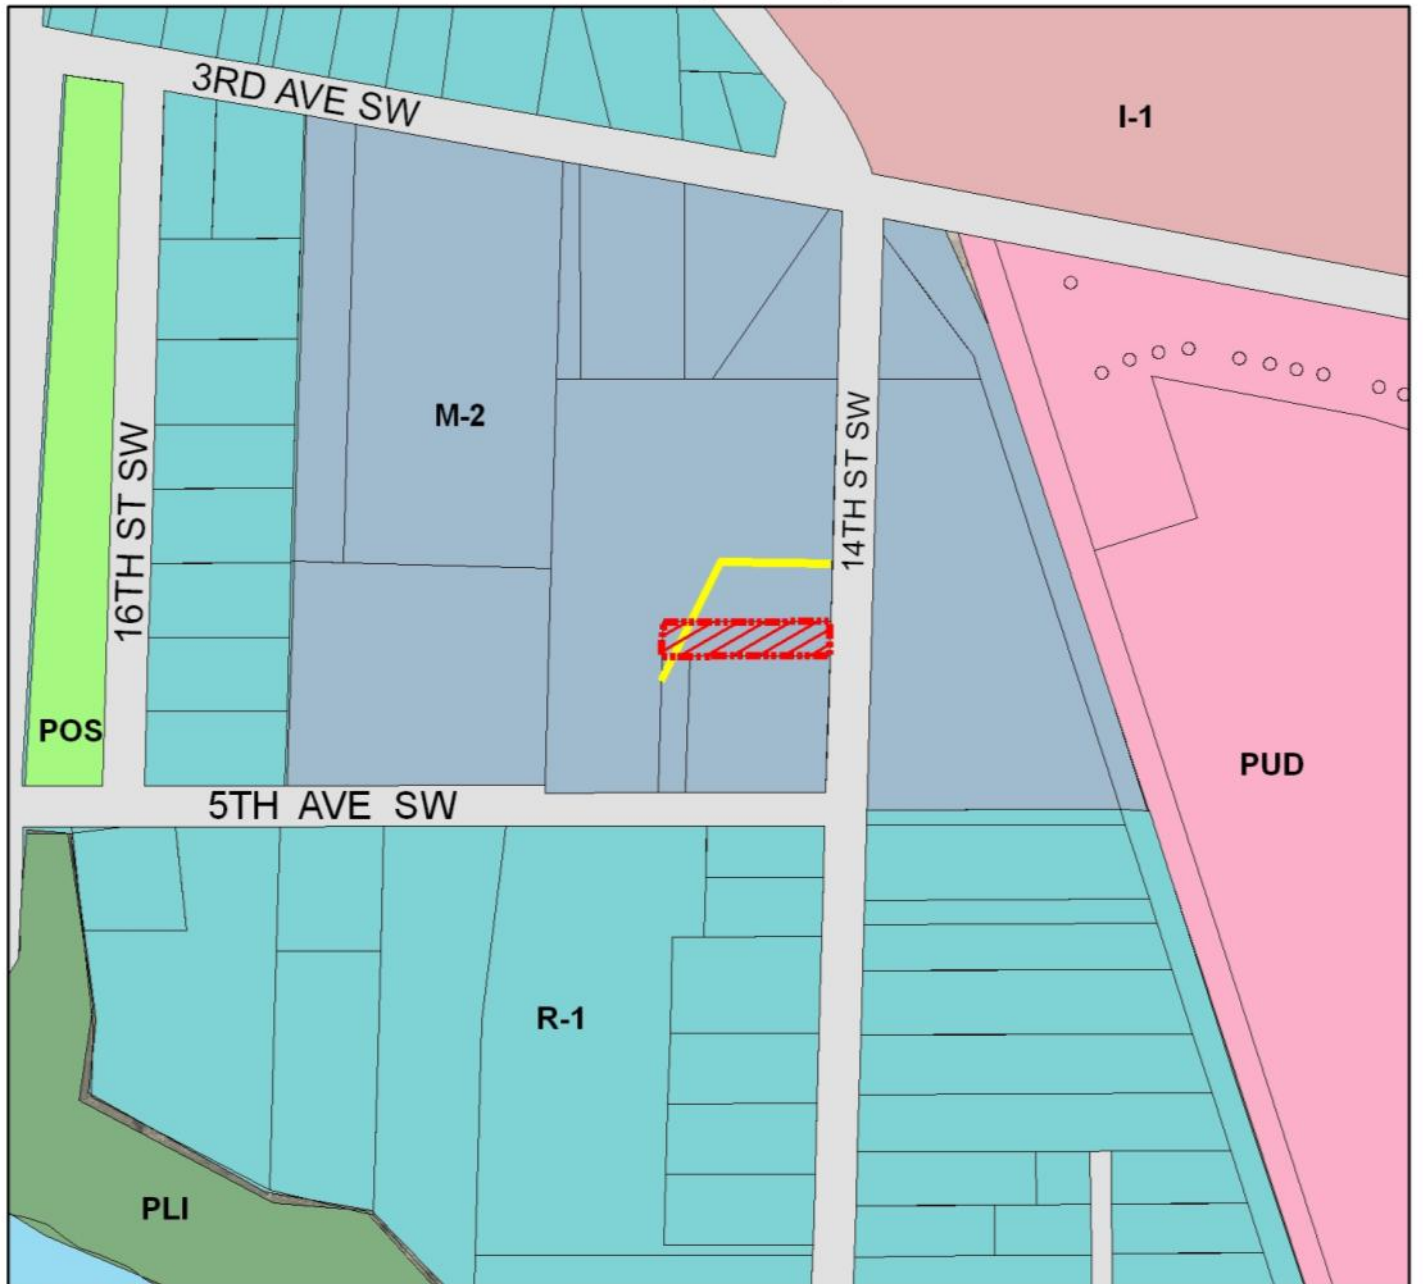 3RD AVE SW
I-1
M-2
14TH ST SW
16TH ST SW
POS
PUD
5TH AVE SW
R-1
PLI